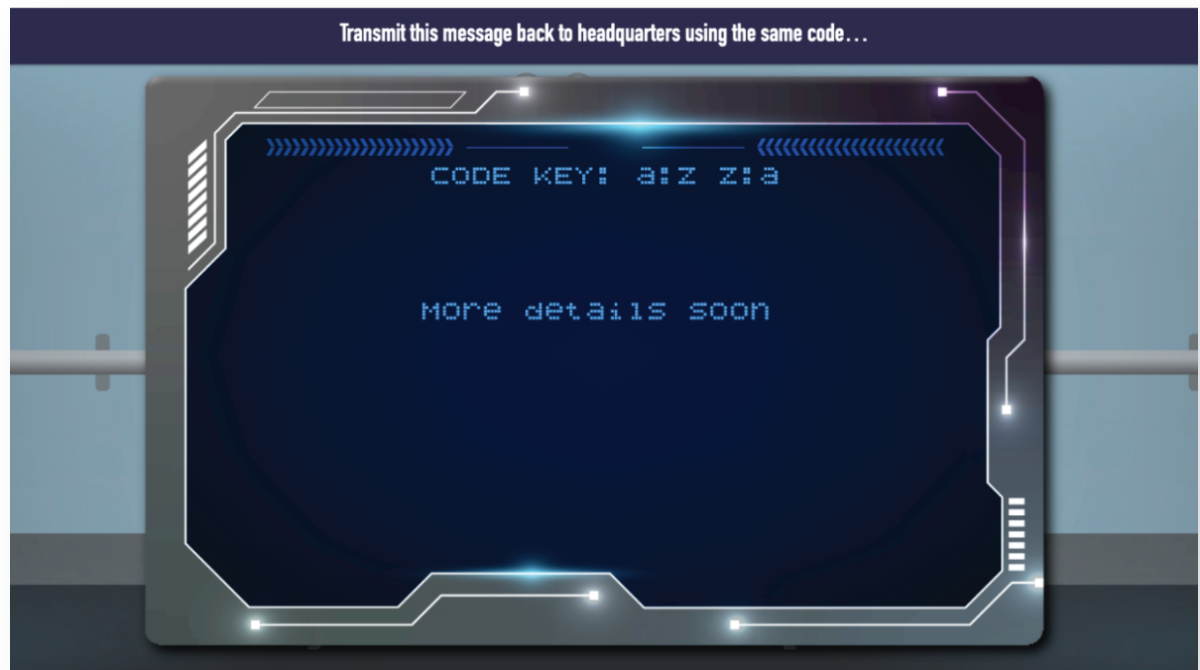 Transmit this message back to headquarters using the same code...
CODE KEY: a:z z:a
More details soon